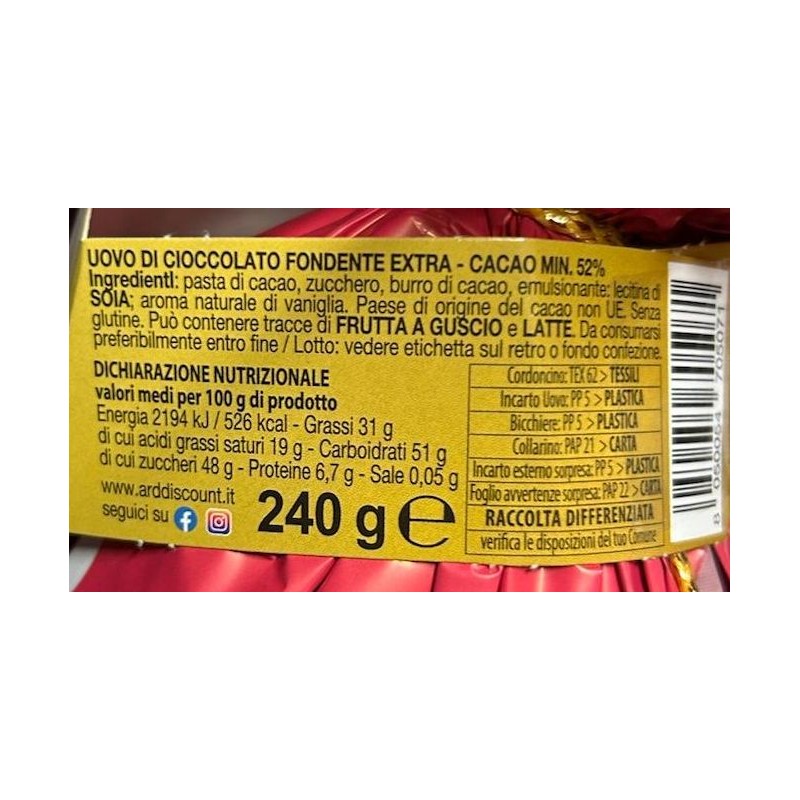 UOVO DI CIOCCOLATO FONDENTE EXTRA - CACAO MIN. 52%
Ingredienti: pasta di cacao, zucchero, burro di cacao, emulsionante: lecitina di
SOIA; aroma naturale di vaniglia. Paese di origine del cacao non UE. Senza
glutine. Può contenere tracce di FRUTTA A GUSCIO e LATTE. Da consumarsi
preferibilmente entro fine / Lotto: vedere etichetta sul retro o fondo confezione.
DICHIARAZIONE NUTRIZIONALE
valori medi per 100 g di prodotto
Energia 2194 kJ / 526 kcal - Grassi 31 g
di cui acidi grassi saturi 19 g - Carboidrati 51 g
di cui zuccheri 48 g - Proteine 6,7 g - Sale 0,05 g
www.arddiscount.it
seguici su
240 g e
Cordoncino: TEX 62 > TESSILI
Incarto Uovo: PP 5 > PLASTICA
Bicchiere: PP 5 > PLASTICA
Collarino: PAP 21 > CARTA
Incarto esterno sorpresa: PP 5 > PLASTICA
Foglio avvertenze sorpresa: PAP 22 > CARTA
RACCOLTA DIFFERENZIATA
verifica le disposizioni del tuo Comune
8 050054 705071